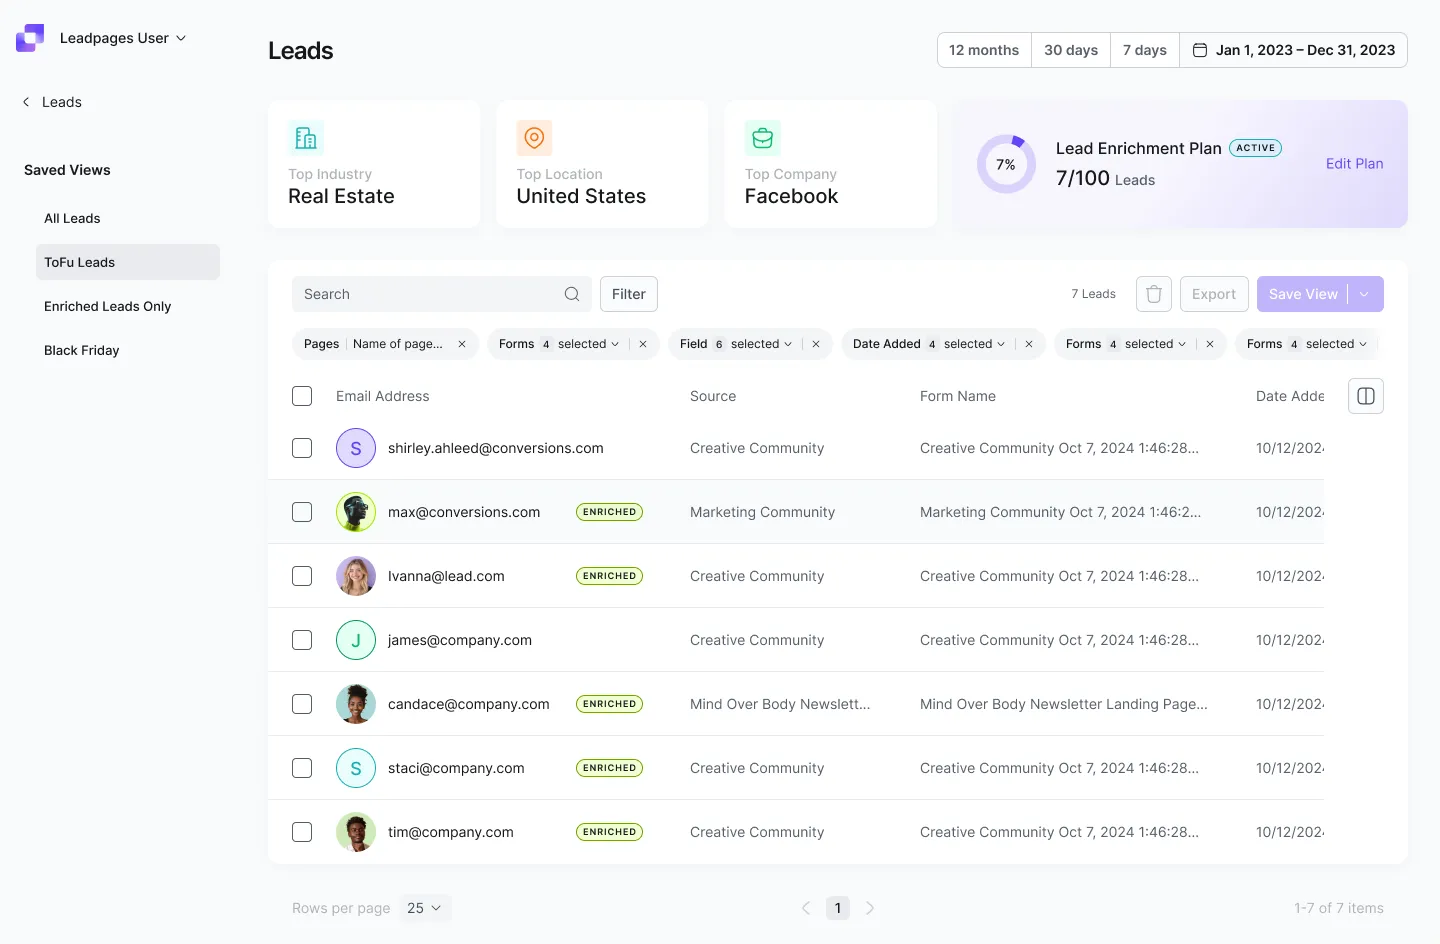 Leadpages User
Leads
Saved Views
All Leads
ToFu Leads
Enriched Leads Only
Black Friday
Leads
12 months
30 days
7 days
Jan 1, 2023 – Dec 31, 2023
Top Industry
Real Estate
Top Location
United States
Top Company
Facebook
7%
Lead Enrichment Plan ACTIVE
7/100 Leads
Edit Plan
Search
Filter
7 Leads
Export
Save View
Pages Name of page...
Forms 4 selected
Field 6 selected
Date Added 4 selected
Forms 4 selected
Forms 4 selected
Email Address Source Form Name Date Adde
S shirley.ahleed@conversions.com Creative Community Creative Community Oct 7, 2024 1:46:28... 10/12/2024
max@conversions.com ENRICHED Marketing Community Marketing Community Oct 7, 2024 1:46:2... 10/12/2024
Ivanna@lead.com ENRICHED Creative Community Creative Community Oct 7, 2024 1:46:28... 10/12/2024
J james@company.com Creative Community Creative Community Oct 7, 2024 1:46:28... 10/12/2024
candace@company.com ENRICHED Mind Over Body Newslett... Mind Over Body Newsletter Landing Page... 10/12/2024
S staci@company.com ENRICHED Creative Community Creative Community Oct 7, 2024 1:46:28... 10/12/2024
tim@company.com ENRICHED Creative Community Creative Community Oct 7, 2024 1:46:28... 10/12/2024
Rows per page 25
1
1-7 of 7 items